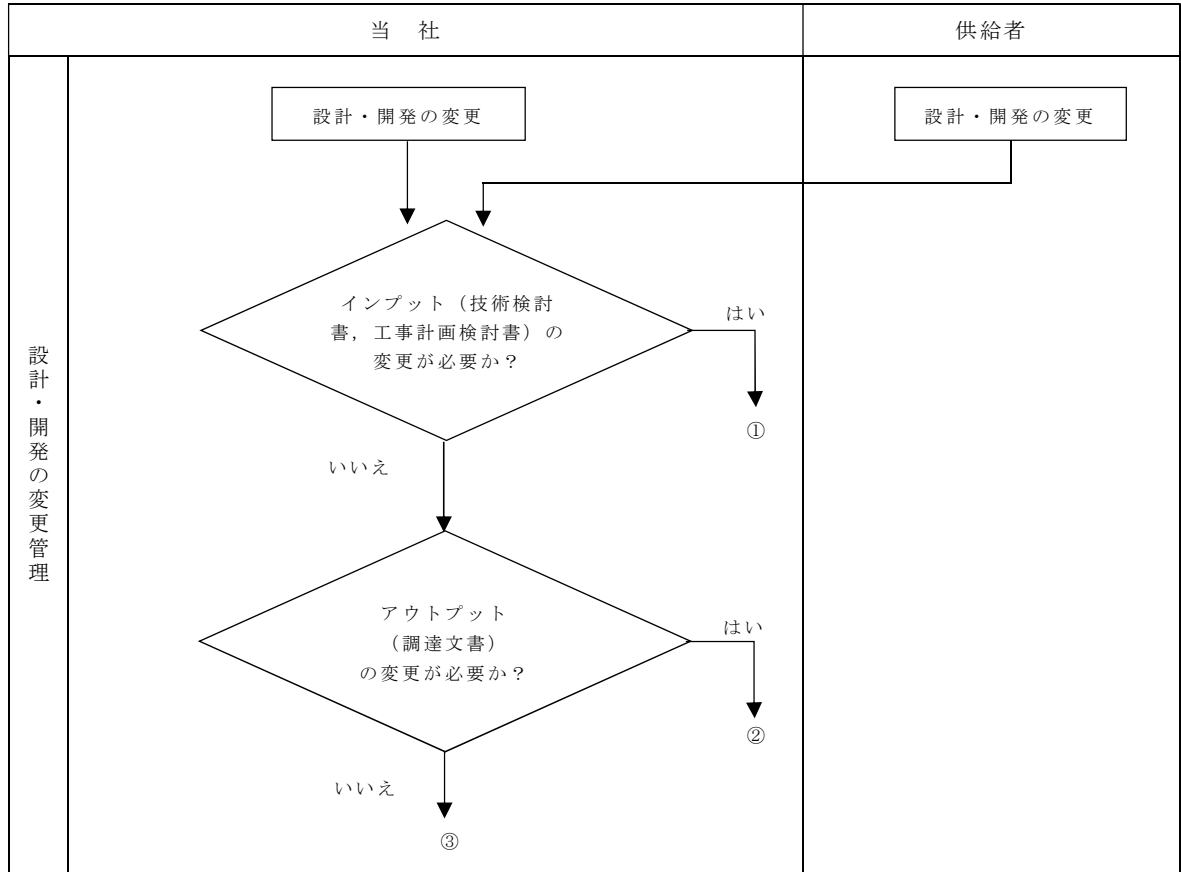 当 社
供給者
設計・開発の変更管理
設計・開発の変更
設計・開発の変更
インプット（技術検討
書，工事計画検討書）の
変更が必要か？
はい
①
いいえ
アウトプット
（調達文書）
の変更が必要か？
はい
②
いいえ
③